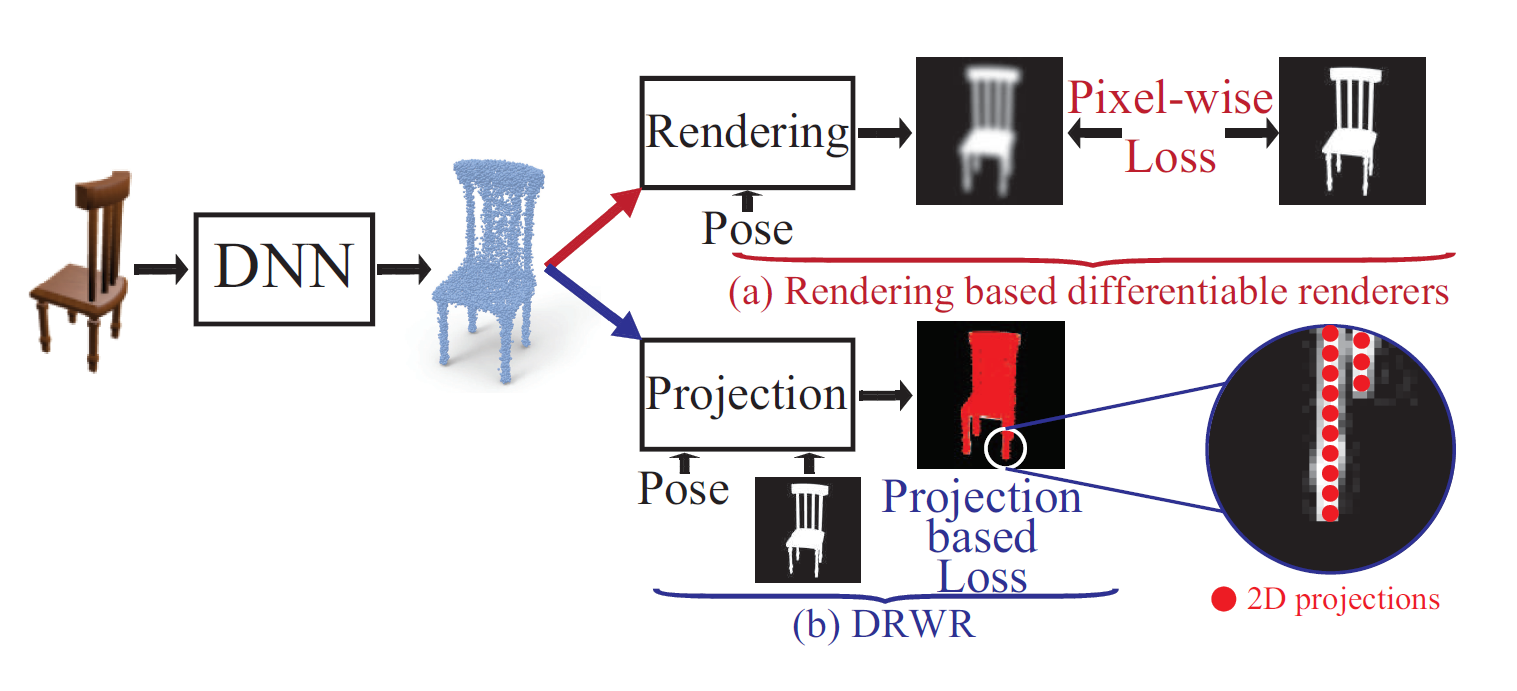 DNN
Rendering
Pose
Pixel-wise
Loss
(a) Rendering based differentiable renderers
Projection
Pose
Projection
based
Loss
(b) DRWR
2D projections